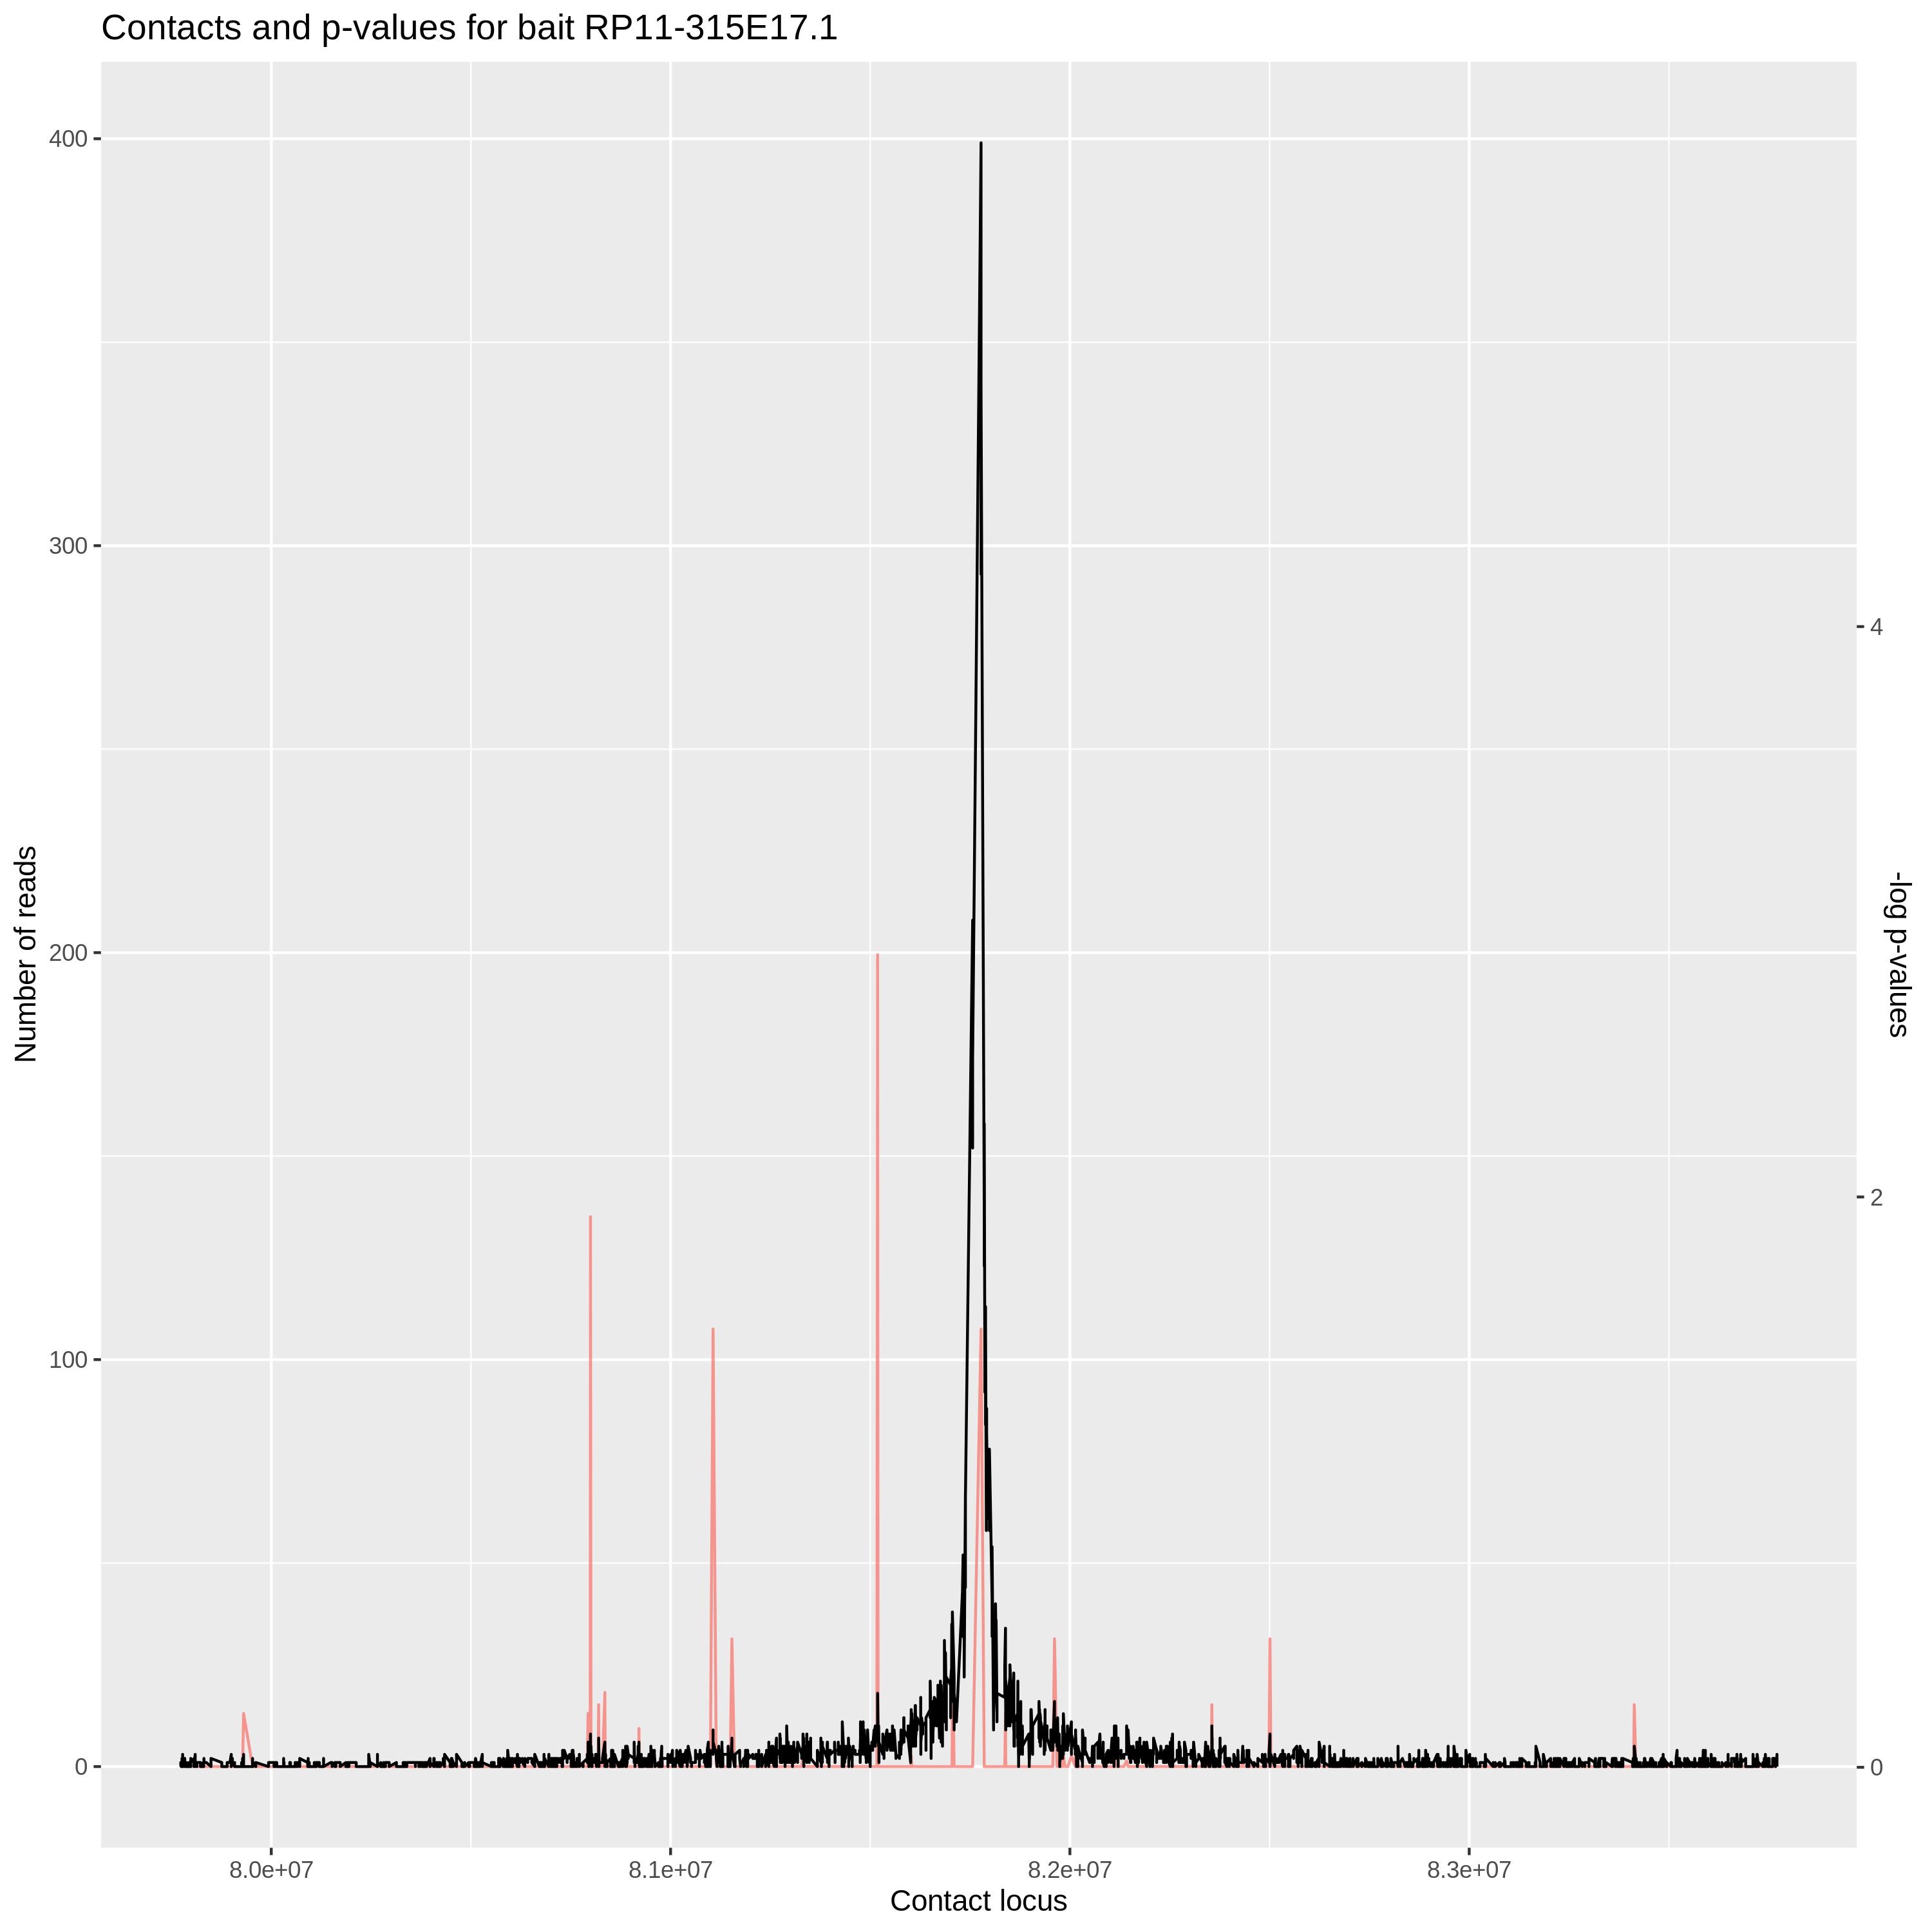 Contacts and p-values for bait RP11-315E17.1
400
300
200
100
0
Number of reads
4
2
0
-log p-values
8.0e+07
8.1e+07
8.2e+07
8.3e+07
Contact locus